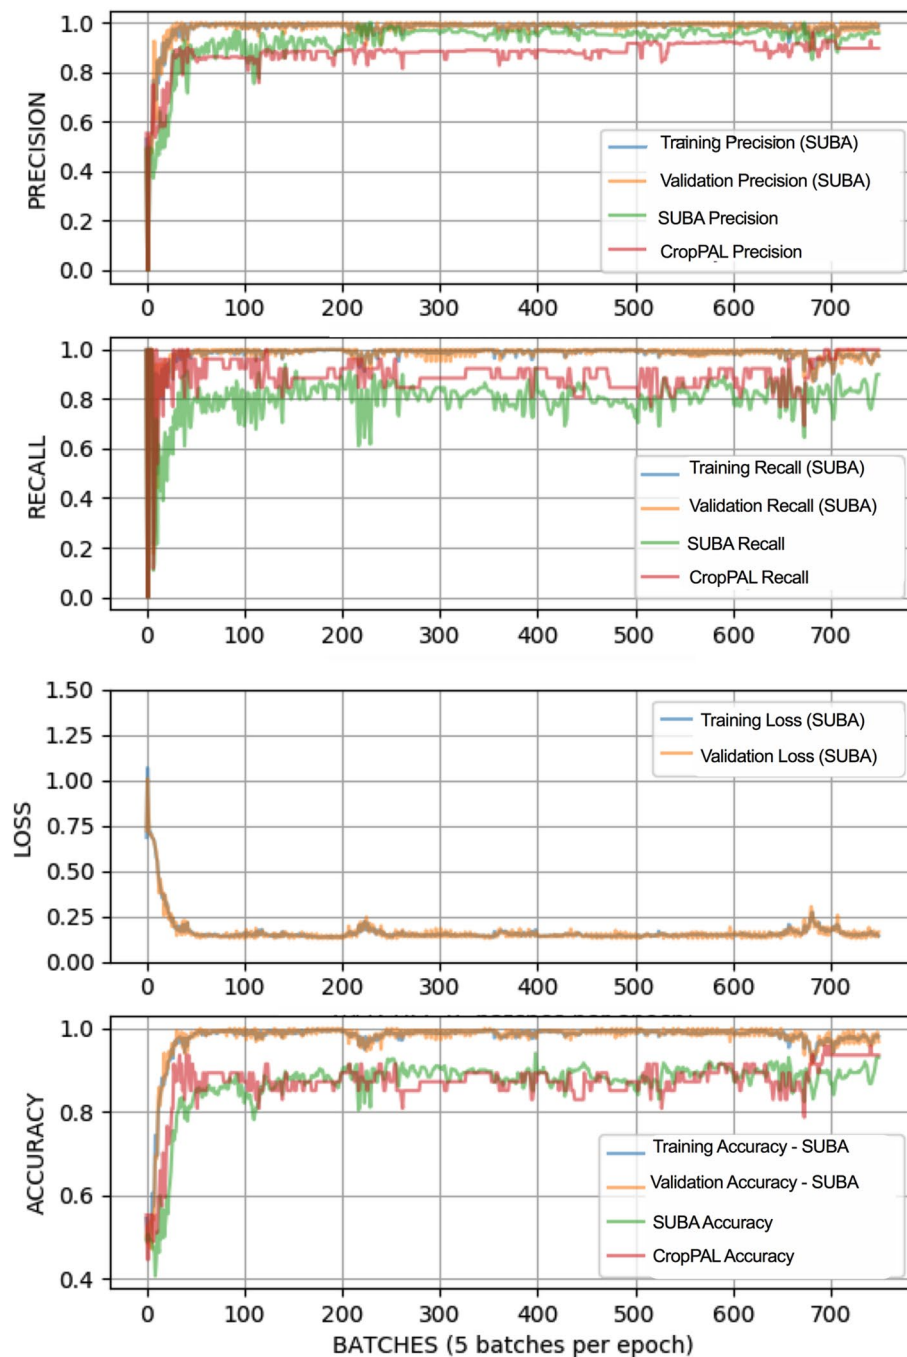 1.0
0.8
0.6
0.4
0.2
0.0
PRECISION
Training Precision (SUBA)
Validation Precision (SUBA)
SUBA Precision
CropPAL Precision
0 100 200 300 400 500 600 700
1.0
0.8
0.6
0.4
0.2
0.0
RECALL
Training Recall (SUBA)
Validation Recall (SUBA)
SUBA Recall
CropPAL Recall
0 100 200 300 400 500 600 700
1.50
1.25
1.00
0.75
0.50
0.25
0.00
LOSS
Training Loss (SUBA)
Validation Loss (SUBA)
0 100 200 300 400 500 600 700
1.0
0.8
0.6
0.4
ACCURACY
Training Accuracy - SUBA
Validation Accuracy - SUBA
SUBA Accuracy
CropPAL Accuracy
0 100 200 300 400 500 600 700
BATCHES (5 batches per epoch)